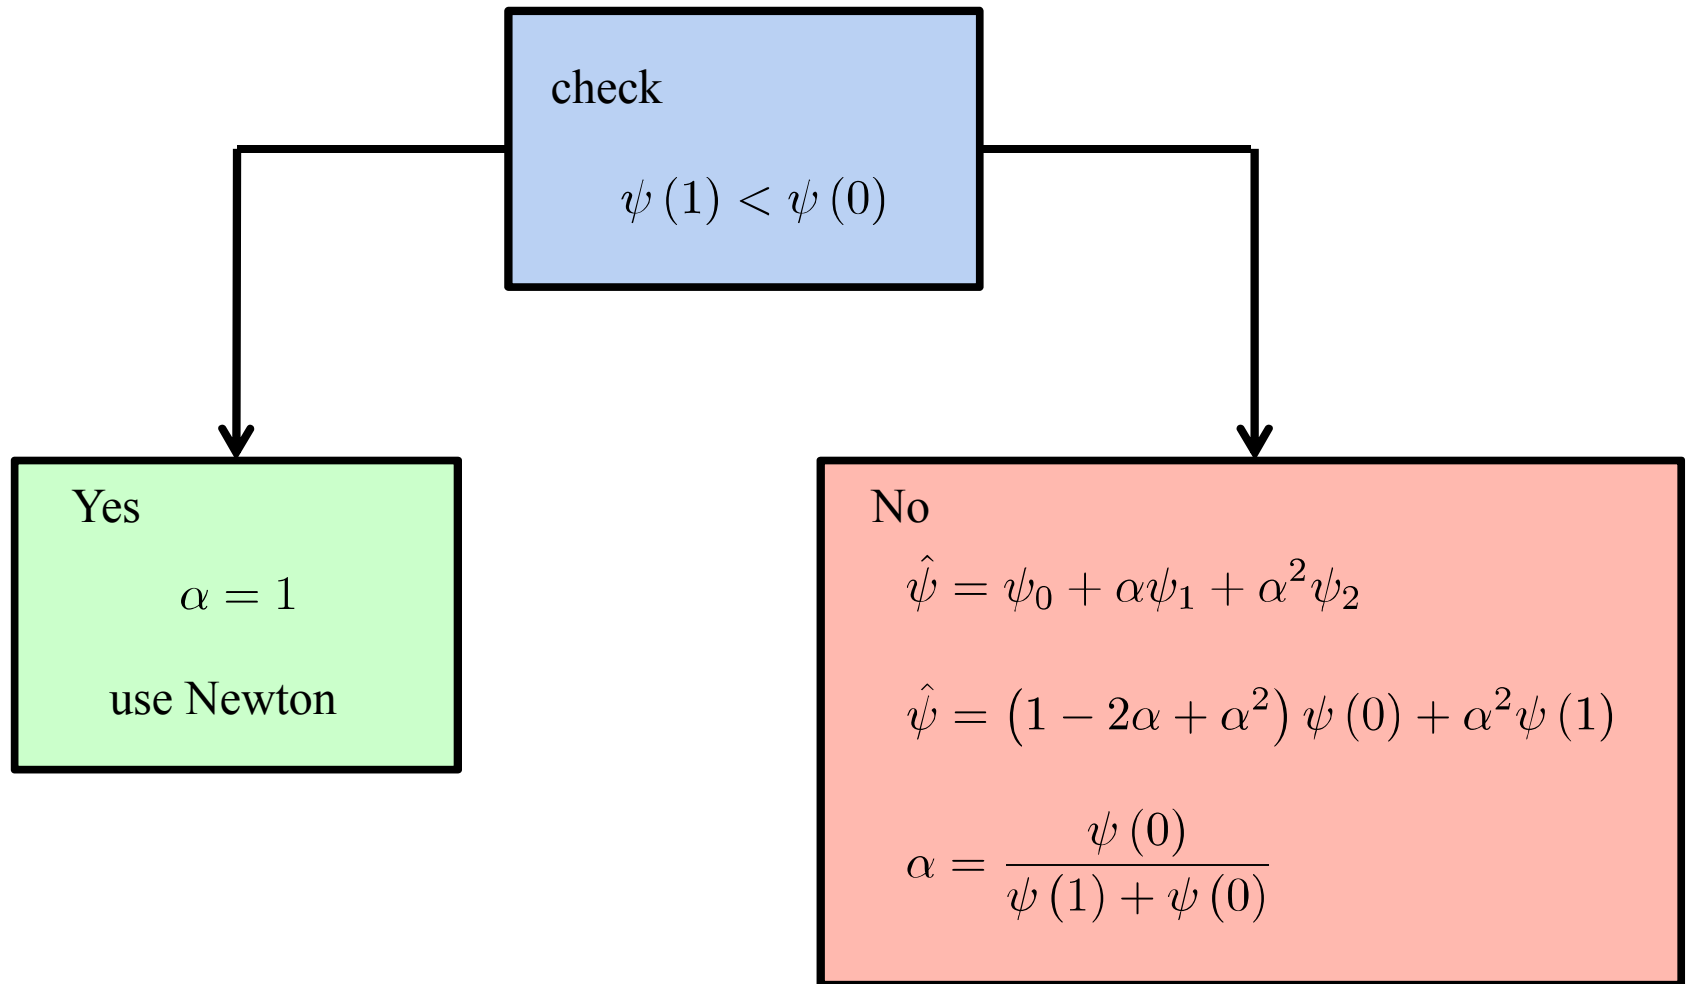 check
ψ (1) < ψ (0)
Yes
α = 1
use Newton
No
ψ̂ = ψ₀ + αψ₁ + α²ψ₂
ψ̂ = (1 − 2α + α²) ψ (0) + α²ψ (1)
α = ψ (0) / (ψ (1) + ψ (0))